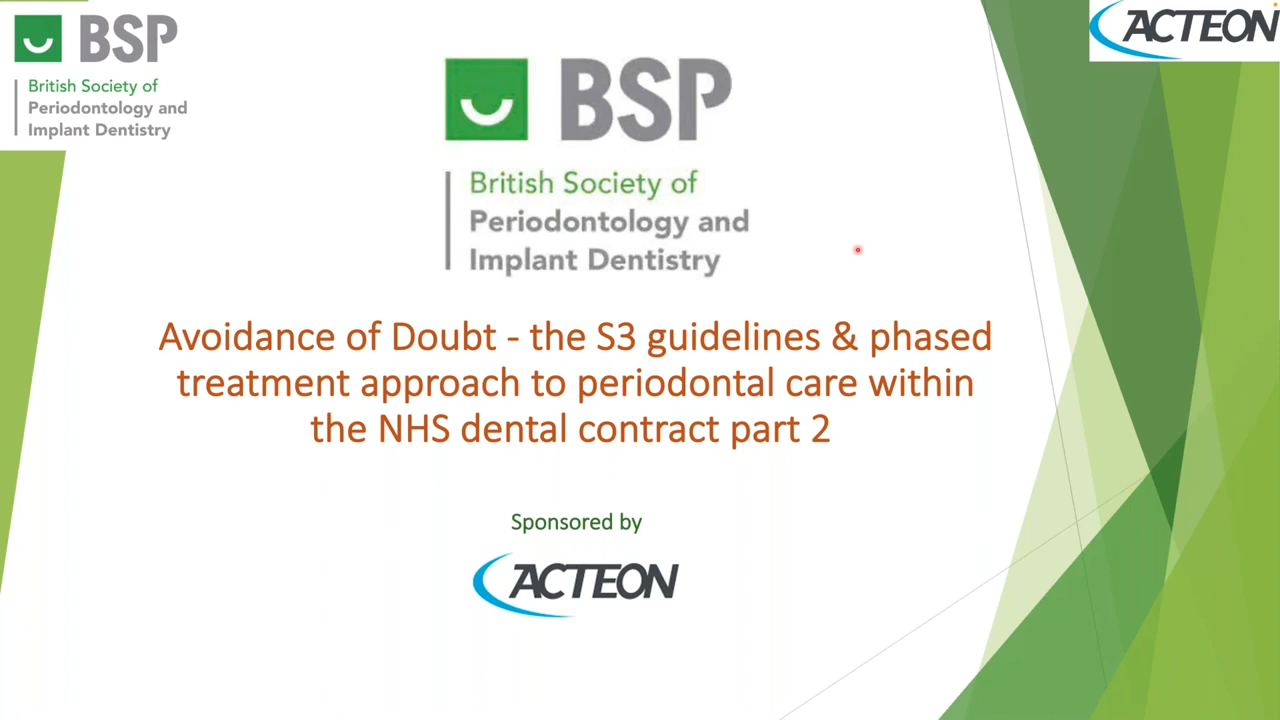 BSP
British Society of
Periodontology and
Implant Dentistry
ACTEON
BSP
British Society of
Periodontology and
Implant Dentistry
Avoidance of Doubt - the S3 guidelines & phased
treatment approach to periodontal care within
the NHS dental contract part 2
Sponsored by
ACTEON